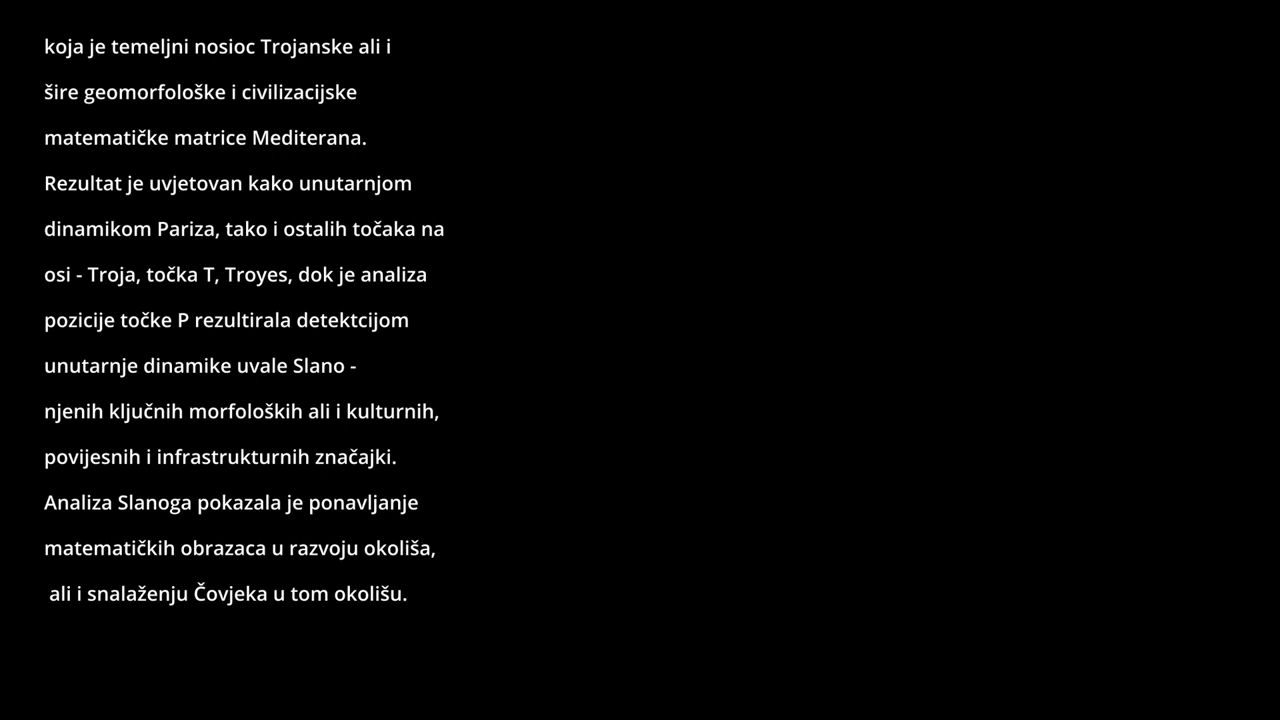 koja je temeljni nosioc Trojanske ali i
šire geomorfološke i civilizacijske
matematičke matrice Mediterana.
Rezultat je uvjetovan kako unutarnjom
dinamikom Pariza, tako i ostalih točaka na
osi - Troja, točka T, Troyes, dok je analiza
pozicije točke P rezultirala detektcijom
unutarnje dinamike uvale Slano -
njenih ključnih morfoloških ali i kulturnih,
povijesnih i infrastrukturnih značajki.
Analiza Slanoga pokazala je ponavljanje
matematičkih obrazaca u razvoju okoliša,
ali i snalaženju Čovjeka u tom okolišu.